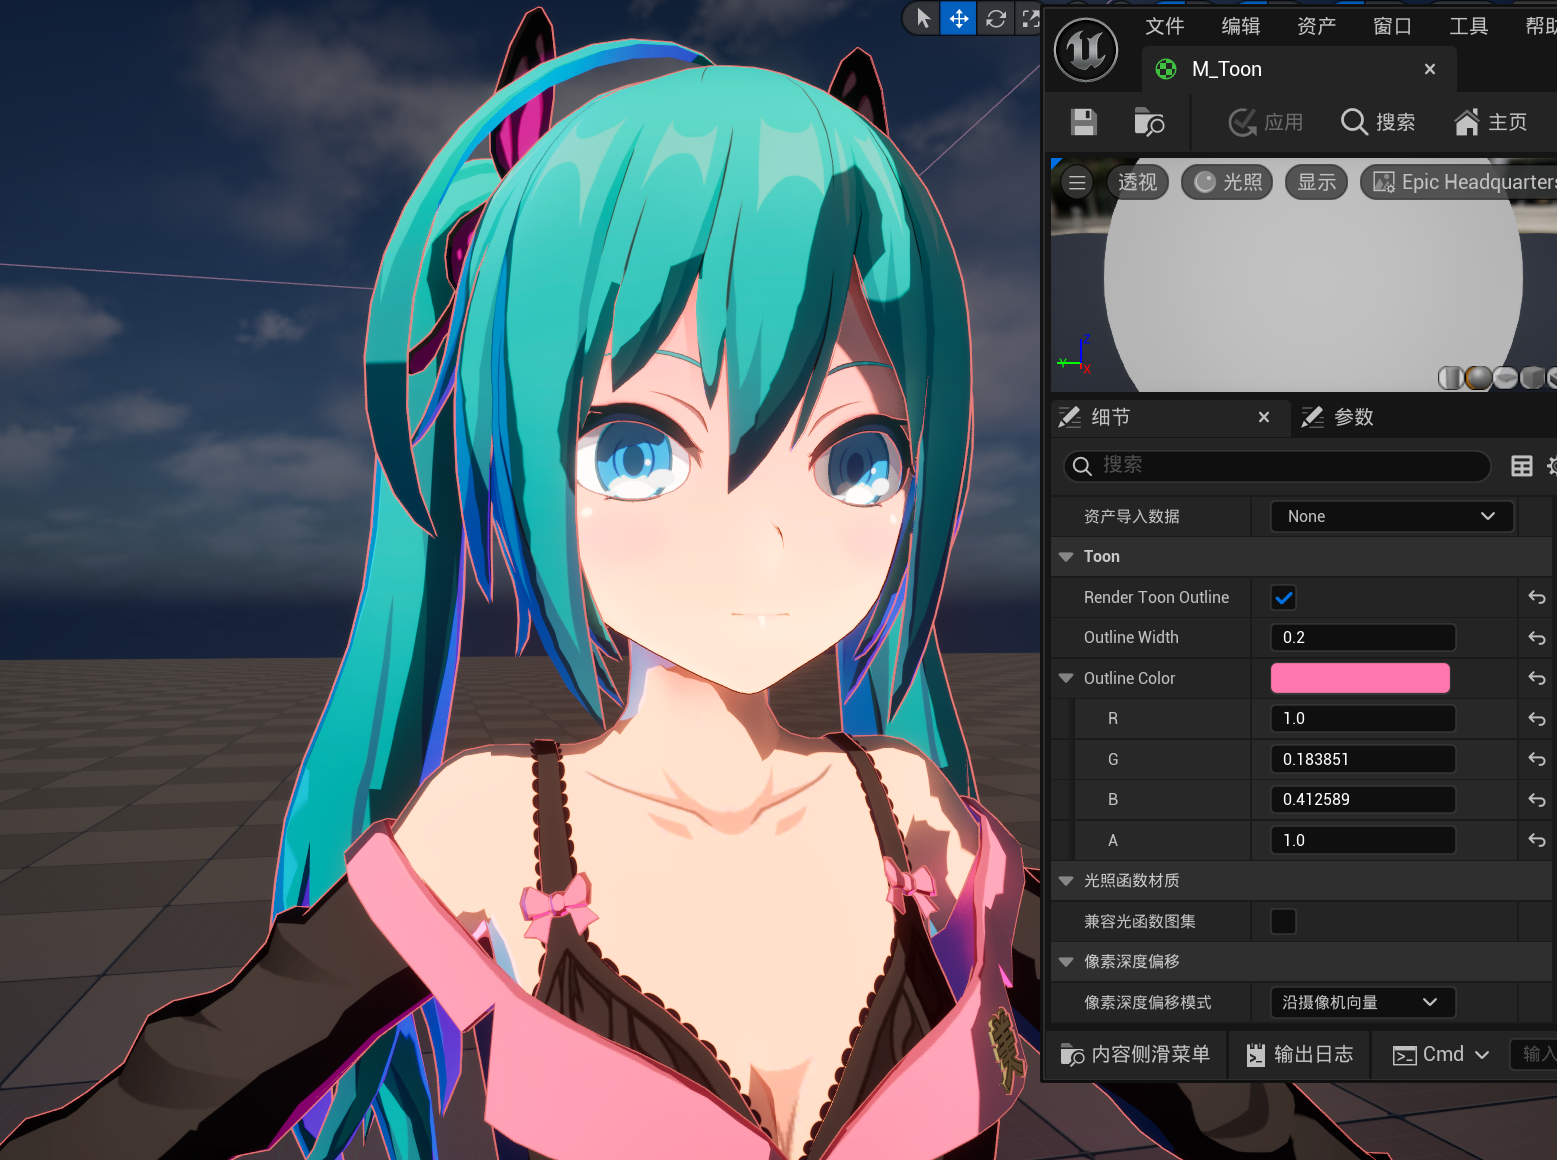 文件 编辑 资产 窗口 工具 帮助
M_Toon
应用 搜索 主页
透视 光照 显示 Epic Headquarters
Z
Y
X
细节 参数
搜索
资产导入数据 None
Toon
Render Toon Outline
Outline Width 0.2
Outline Color
R 1.0
G 0.183851
B 0.412589
A 1.0
光照函数材质
兼容光函数图集
像素深度偏移
像素深度偏移模式 沿摄像机向量
内容侧滑菜单 输出日志 Cmd 输入